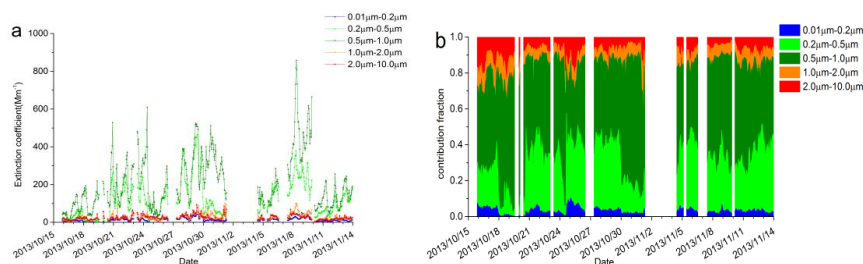 a
0.01μm-0.2μm
0.2μm-0.5μm
0.5μm-1.0μm
1.0μm-2.0μm
2.0μm-10.0μm
1000
800
600
400
200
0
Extinction coefficient(Mm⁻¹)
2013/10/15
2013/10/18
2013/10/21
2013/10/24
2013/10/27
2013/10/30
2013/11/2
2013/11/5
2013/11/8
2013/11/11
2013/11/14
Date
b
0.01μm-0.2μm
0.2μm-0.5μm
0.5μm-1.0μm
1.0μm-2.0μm
2.0μm-10.0μm
1.0
0.8
0.6
0.4
0.2
0.0
contribution fraction
2013/10/15
2013/10/18
2013/10/21
2013/10/24
2013/10/27
2013/10/30
2013/11/2
2013/11/5
2013/11/8
2013/11/11
2013/11/14
Date